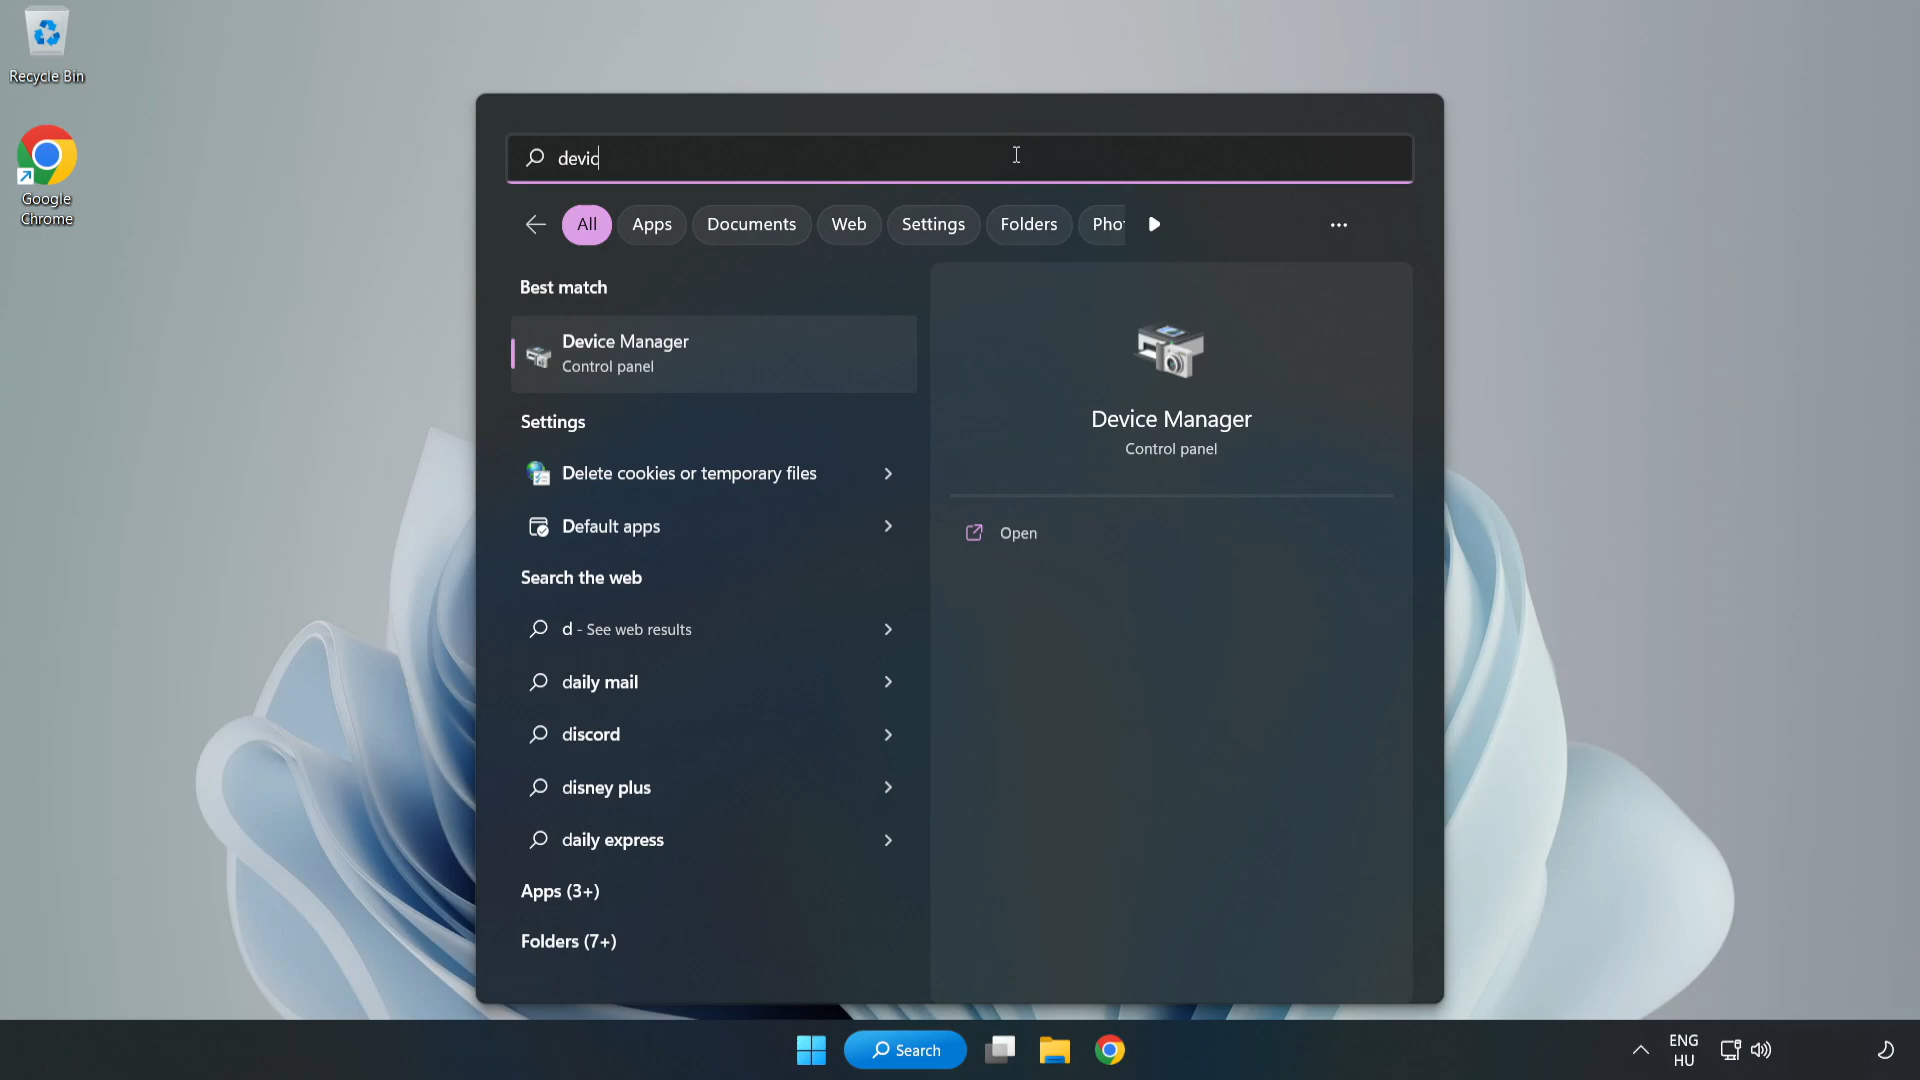 Recycle Bin
Google
Chrome
devic
All
Apps
Documents
Web
Settings
Folders
Pho
Best match
Device Manager
Control panel
Settings
Delete cookies or temporary files
Default apps
Search the web
d - See web results
daily mail
discord
disney plus
daily express
Apps (3+)
Folders (7+)
Device Manager
Control panel
Open
Search
ENG
HU